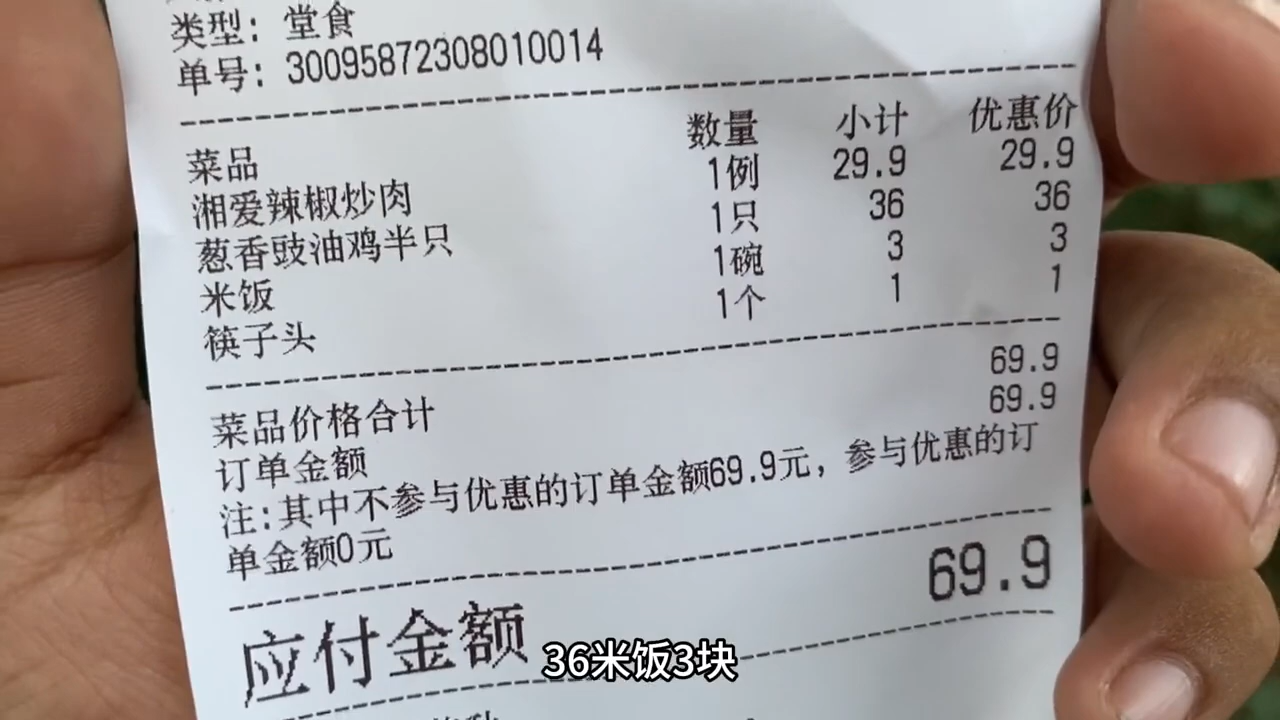 类型：堂食
单号：30095872308010014
菜品 数量 小计 优惠价
湘爱辣椒炒肉 1例 29.9 29.9
葱香豉油鸡半只 1只 36 36
米饭 1碗 3 3
筷子头 1个 1 1
菜品价格合计 69.9
订单金额 69.9
注：其中不参与优惠的订单金额69.9元，参与优惠的订
单金额0元
应付金额 69.9
36米饭3块